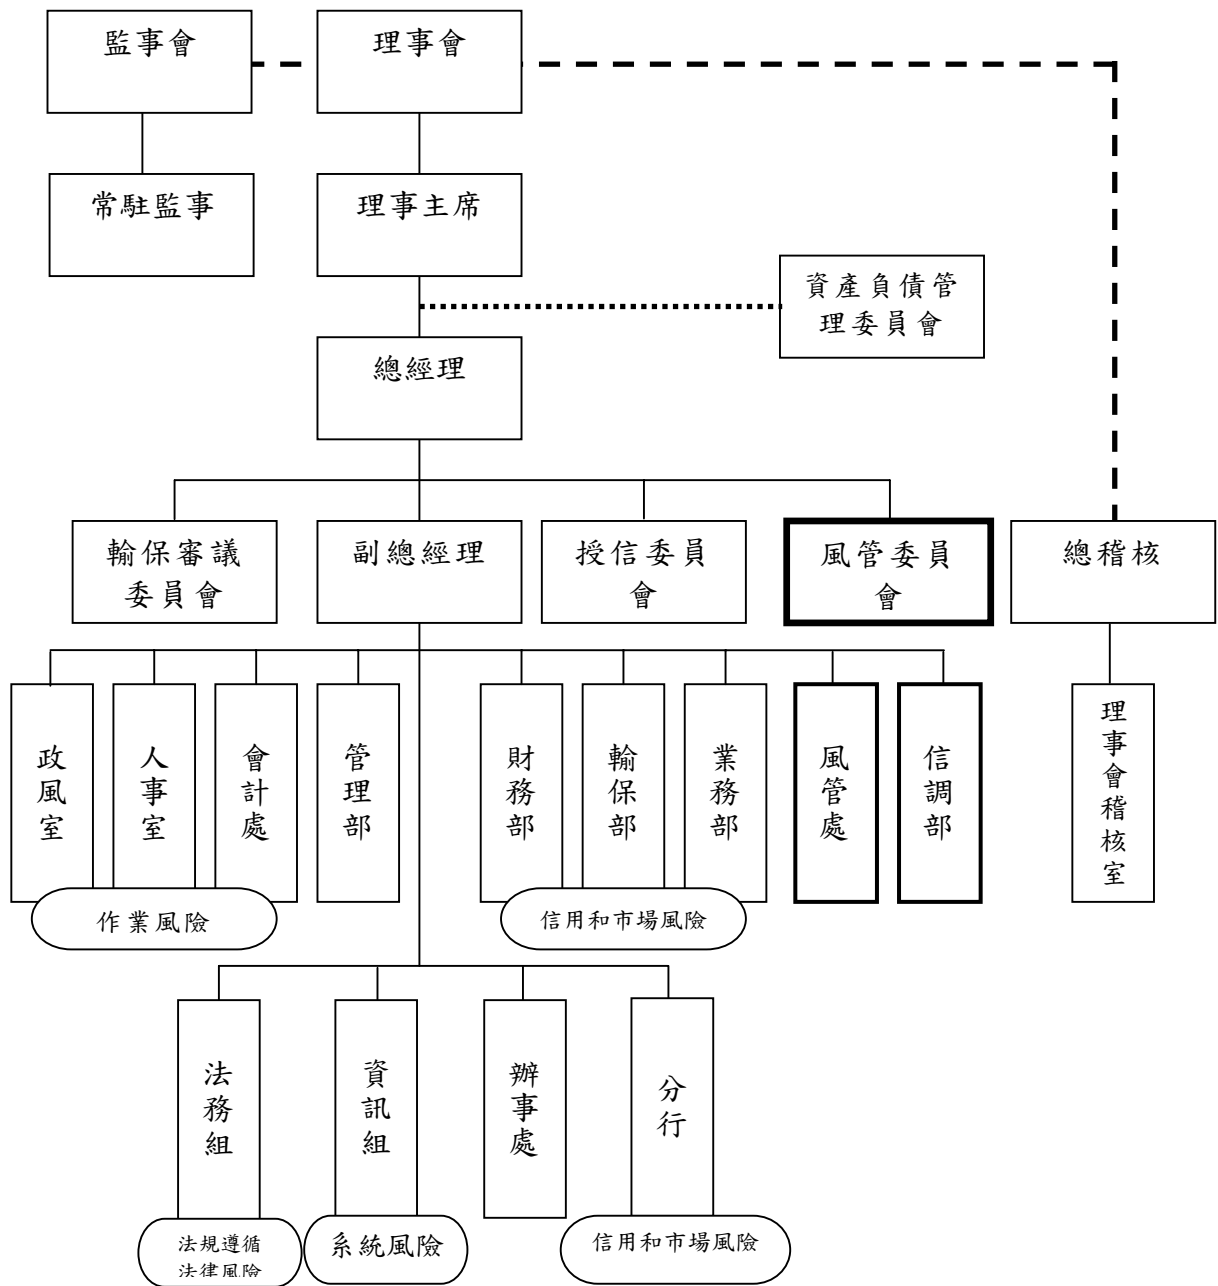 監事會
理事會
常駐監事
理事主席
資產負債管
理委員會
總經理
輸保審議
委員會
副總經理
授信委員
會
風管委員
會
總稽核
政風室
人事室
會計處
管理部
財務部
輸保部
業務部
風管處
信調部
理事會稽核室
作業風險
信用和市場風險
法務組
資訊組
辦事處
分行
法規遵循
法律風險
系統風險
信用和市場風險